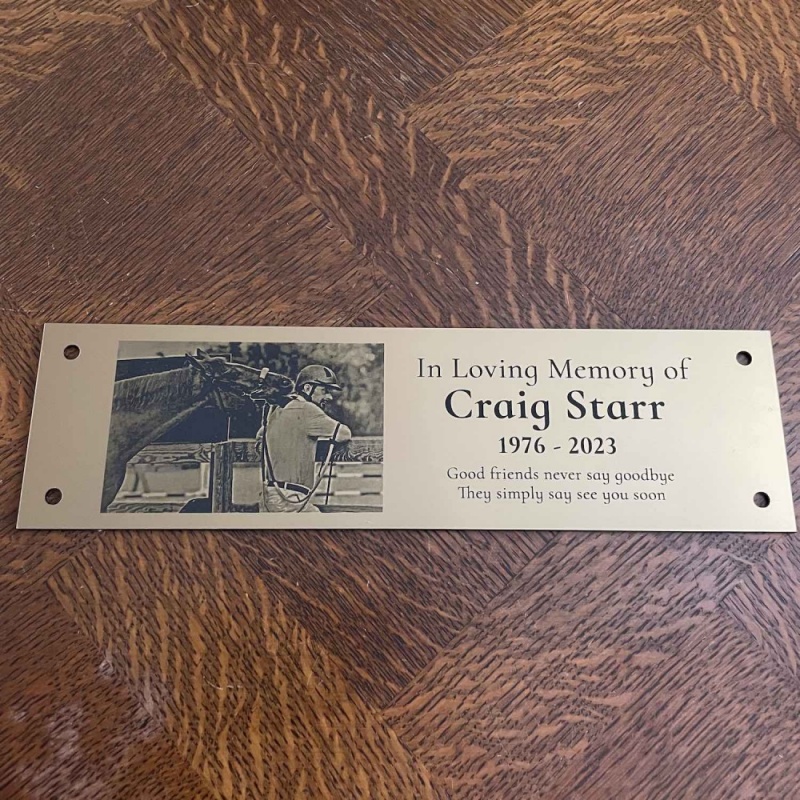 In Loving Memory of
Craig Starr
1976 - 2023
Good friends never say goodbye
They simply say see you soon